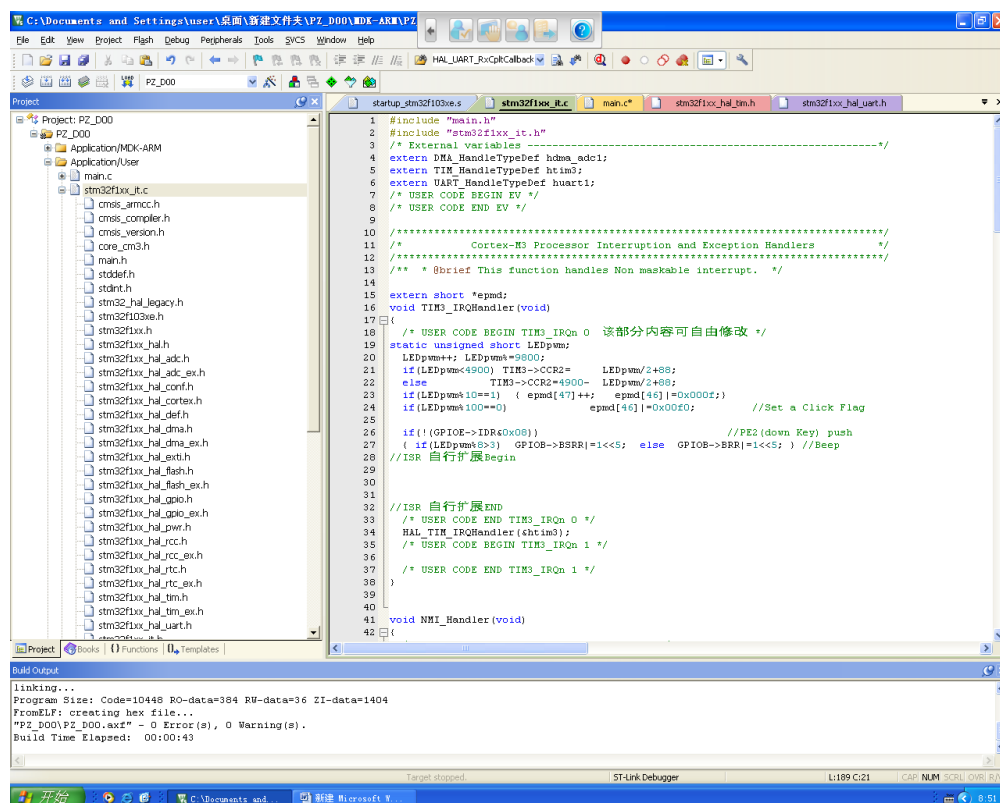 C:\Documents and Settings\user\桌面\新建文件夹\PZ_D00\MDK-ARM\PZ
File Edit View Project Flash Debug Peripherals Tools SVCS Window Help
HAL_UART_RxCpltCallback
PZ_D00
Project
startup_stm32f103xe.s stm32f1xx_it.c main.c* stm32f1xx_hal_tim.h stm32f1xx_hal_uart.h
Project: PZ_D00
PZ_D00
Application/MDK-ARM
Application/User
main.c
stm32f1xx_it.c
cmsis_armcc.h
cmsis_compiler.h
cmsis_version.h
core_cm3.h
main.h
stddef.h
stdint.h
stm32_hal_legacy.h
stm32f103xe.h
stm32f1xx.h
stm32f1xx_hal.h
stm32f1xx_hal_adc.h
stm32f1xx_hal_adc_ex.h
stm32f1xx_hal_conf.h
stm32f1xx_hal_cortex.h
stm32f1xx_hal_def.h
stm32f1xx_hal_dma.h
stm32f1xx_hal_dma_ex.h
stm32f1xx_hal_exti.h
stm32f1xx_hal_flash.h
stm32f1xx_hal_flash_ex.h
stm32f1xx_hal_gpio.h
stm32f1xx_hal_gpio_ex.h
stm32f1xx_hal_pwr.h
stm32f1xx_hal_rcc.h
stm32f1xx_hal_rcc_ex.h
stm32f1xx_hal_rtc.h
stm32f1xx_hal_rtc_ex.h
stm32f1xx_hal_tim.h
stm32f1xx_hal_tim_ex.h
stm32f1xx_hal_uart.h
stm32f1xx_it.h
Project Books Functions Templates
1 #include "main.h"
2 #include "stm32f1xx_it.h"
3 /* External variables --------------------------------------------------------*/
4 extern DMA_HandleTypeDef hdma_adc1;
5 extern TIM_HandleTypeDef htim3;
6 extern UART_HandleTypeDef huart1;
7 /* USER CODE BEGIN EV */
8 /* USER CODE END EV */
9
10 /******************************************************************************/
11 /* Cortex-M3 Processor Interruption and Exception Handlers */
12 /******************************************************************************/
13 /** * @brief This function handles Non maskable interrupt. */
14
15 extern short *epmd;
16 void TIM3_IRQHandler(void)
17 {
18 /* USER CODE BEGIN TIM3_IRQn 0 该部分内容可自由修改 */
19 static unsigned short LEDpwm;
20 LEDpwm++; LEDpwm%=9800;
21 if(LEDpwm<4900) TIM3->CCR2= LEDpwm/2+88;
22 else TIM3->CCR2=4900- LEDpwm/2+88;
23 if(LEDpwm%10==1) { epmd[47]++; epmd[46]|=0x000f;}
24 if(LEDpwm%100==0) epmd[46]|=0x00f0; //Set a Click Flag
25
26 if(!(GPIOE->IDR&0x08)) //PE2(down Key) push
27 { if(LEDpwm%8>3) GPIOB->BSRR|=1<<5; else GPIOB->BRR|=1<<5; } //Beep
28 //ISR 自行扩展Begin
29
30
31
32 //ISR 自行扩展END
33 /* USER CODE END TIM3_IRQn 0 */
34 HAL_TIM_IRQHandler(&htim3);
35 /* USER CODE BEGIN TIM3_IRQn 1 */
36
37 /* USER CODE END TIM3_IRQn 1 */
38 }
39
40
41 void NMI_Handler(void)
42 {
Build Output
linking...
Program Size: Code=10448 RO-data=384 RW-data=36 ZI-data=1404
FromELF: creating hex file...
"PZ_D00\PZ_D00.axf" - 0 Error(s), 0 Warning(s).
Build Time Elapsed: 00:00:43
Target stopped. ST-Link Debugger L:189 C:21 CAP NUM SCRL OVR R/
开始 C:\Documents and... 新建 Microsoft W... 8:51